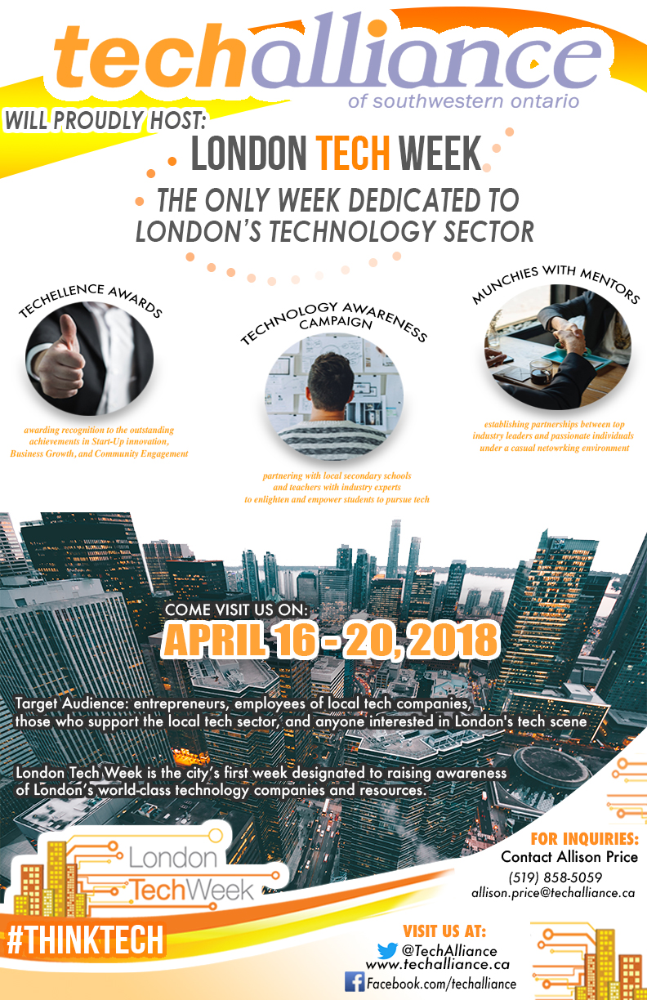 techalliance
of southwestern ontario
WILL PROUDLY HOST:
LONDON TECH WEEK
THE ONLY WEEK DEDICATED TO
LONDON'S TECHNOLOGY SECTOR
TECHELLENCE AWARDS
awarding recognition to the outstanding
achievements in Start-Up innovation,
Business Growth, and Community Engagement
TECHNOLOGY AWARENESS
CAMPAIGN
partnering with local secondary schools
and teachers with industry experts
to enlighten and empower students to pursue tech
MUNCHIES WITH MENTORS
establishing partnerships between top
industry leaders and passionate individuals
under a casual netowrking environment
COME VISIT US ON:
APRIL 16 - 20, 2018
Target Audience: entrepreneurs, employees of local tech companies,
those who support the local tech sector, and anyone interested in London's tech scene
London Tech Week is the city's first week designated to raising awareness
of London's world-class technology companies and resources.
London
TechWeek
#THINKTECH
FOR INQUIRIES:
Contact Allison Price
(519) 858-5059
allison.price@techalliance.ca
VISIT US AT:
@TechAlliance
www.techalliance.ca
Facebook.com/techalliance